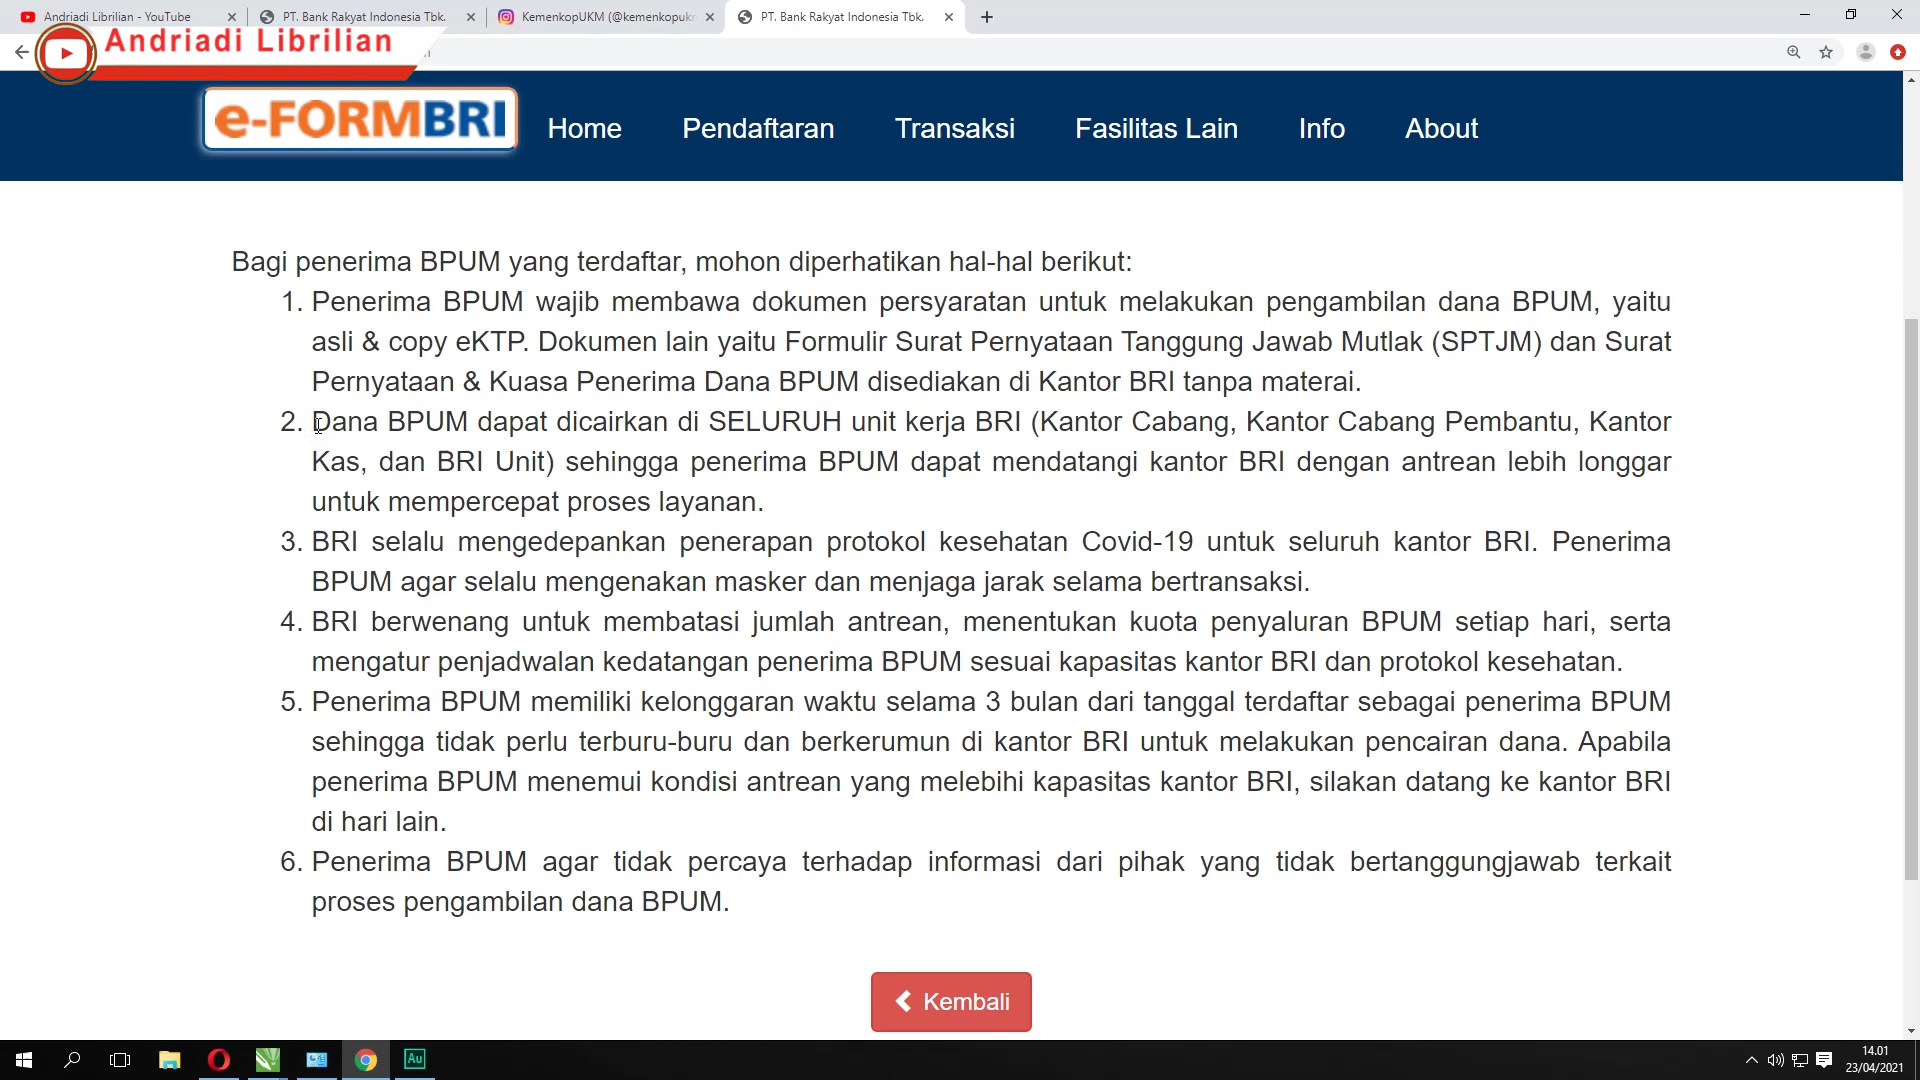 Andriadi Librilian - YouTube
PT. Bank Rakyat Indonesia Tbk.
KemenkopUKM (@kemenkopukm
PT. Bank Rakyat Indonesia Tbk.
Andriadi Librilian
e-FORMBRI
Home
Pendaftaran
Transaksi
Fasilitas Lain
Info
About
Bagi penerima BPUM yang terdaftar, mohon diperhatikan hal-hal berikut:
1. Penerima BPUM wajib membawa dokumen persyaratan untuk melakukan pengambilan dana BPUM, yaitu
asli & copy eKTP. Dokumen lain yaitu Formulir Surat Pernyataan Tanggung Jawab Mutlak (SPTJM) dan Surat
Pernyataan & Kuasa Penerima Dana BPUM disediakan di Kantor BRI tanpa materai.
2. Dana BPUM dapat dicairkan di SELURUH unit kerja BRI (Kantor Cabang, Kantor Cabang Pembantu, Kantor
Kas, dan BRI Unit) sehingga penerima BPUM dapat mendatangi kantor BRI dengan antrean lebih longgar
untuk mempercepat proses layanan.
3. BRI selalu mengedepankan penerapan protokol kesehatan Covid-19 untuk seluruh kantor BRI. Penerima
BPUM agar selalu mengenakan masker dan menjaga jarak selama bertransaksi.
4. BRI berwenang untuk membatasi jumlah antrean, menentukan kuota penyaluran BPUM setiap hari, serta
mengatur penjadwalan kedatangan penerima BPUM sesuai kapasitas kantor BRI dan protokol kesehatan.
5. Penerima BPUM memiliki kelonggaran waktu selama 3 bulan dari tanggal terdaftar sebagai penerima BPUM
sehingga tidak perlu terburu-buru dan berkerumun di kantor BRI untuk melakukan pencairan dana. Apabila
penerima BPUM menemui kondisi antrean yang melebihi kapasitas kantor BRI, silakan datang ke kantor BRI
di hari lain.
6. Penerima BPUM agar tidak percaya terhadap informasi dari pihak yang tidak bertanggungjawab terkait
proses pengambilan dana BPUM.
Kembali
Au
14.01
23/04/2021